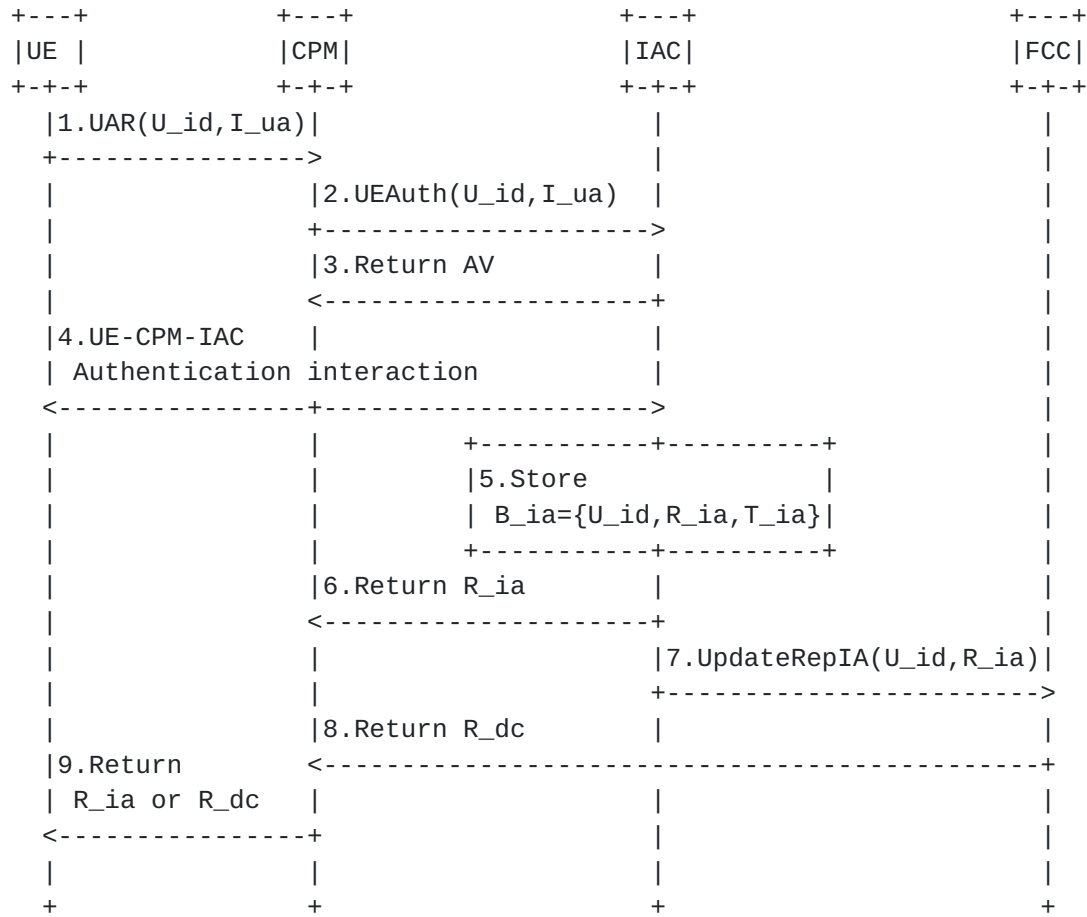 UE CPM IAC FCC
1.UAR(U_id,I_ua)
2.UEAuth(U_id,I_ua)
3.Return AV
4.UE-CPM-IAC
Authentication interaction
5.Store
B_ia={U_id,R_ia,T_ia}
6.Return R_ia
7.UpdateRepIA(U_id,R_ia)
8.Return R_dc
9.Return
R_ia or R_dc